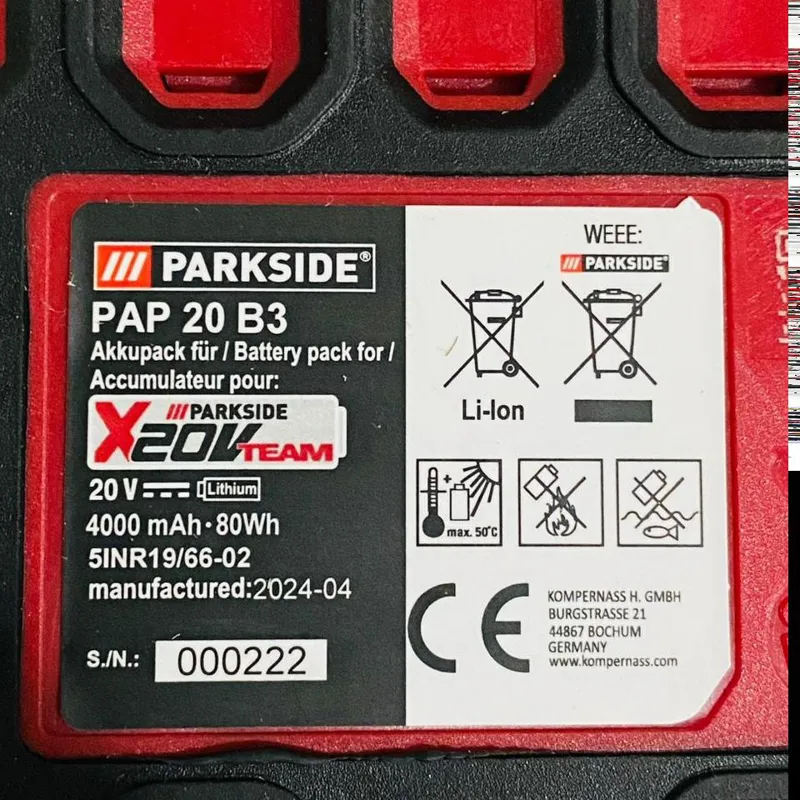 PARKSIDE®
PAP 20 B3
Akkupack für / Battery pack for /
Accumulateur pour:
PARKSIDE
X20V TEAM
20 V Lithium
4000 mAh·80Wh
5INR19/66-02
manufactured:2024-04
S./N.: 000222
WEEE:
PARKSIDE®
Li-Ion
+
max. 50°C
CE
KOMPERNASS H. GMBH
BURGSTRASSE 21
44867 BOCHUM
GERMANY
www.kompernass.com